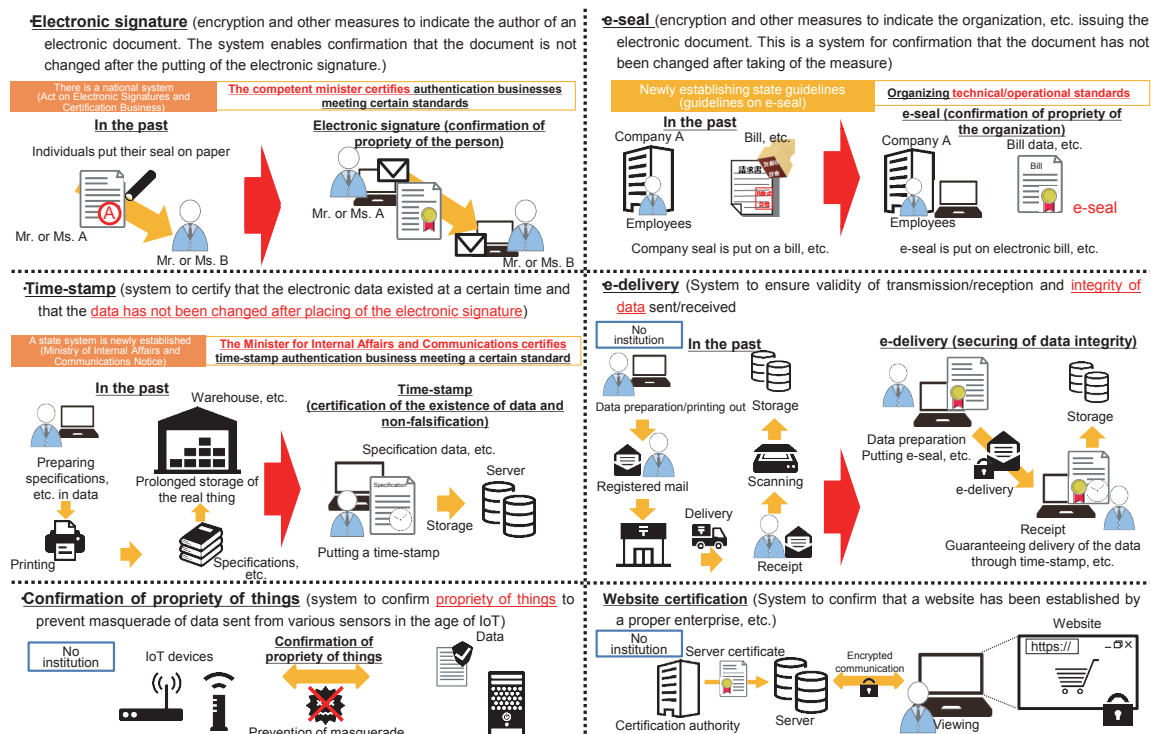 ·Electronic signature (encryption and other measures to indicate the author of an
electronic document. The system enables confirmation that the document is not
changed after the putting of the electronic signature.)
There is a national system
(Act on Electronic Signatures and
Certification Business)
The competent minister certifies authentication businesses
meeting certain standards
In the past
Individuals put their seal on paper
A
Mr. or Ms. A
Mr. or Ms. B
Electronic signature (confirmation of
propriety of the person)
Mr. or Ms. A
Mr. or Ms. B
·e-seal (encryption and other measures to indicate the organization, etc. issuing the
electronic document. This is a system for confirmation that the document has not
been changed after taking of the measure)
Newly establishing state guidelines
(guidelines on e-seal)
Organizing technical/operational standards
In the past
Company A
Bill, etc.
請求書
Employees
Company seal is put on a bill, etc.
e-seal (confirmation of propriety of
the organization)
Company A
Bill data, etc.
Bill
e-seal
Employees
e-seal is put on electronic bill, etc.
·Time-stamp (system to certify that the electronic data existed at a certain time and
that the data has not been changed after placing of the electronic signature)
A state system is newly established
(Ministry of Internal Affairs and
Communications Notice)
The Minister for Internal Affairs and Communications certifies
time-stamp authentication business meeting a certain standard
In the past
Warehouse, etc.
Preparing
specifications,
etc. in data
Prolonged storage of
the real thing
Printing
Specifications,
etc.
Time-stamp
(certification of the existence of data and
non-falsification)
Specification data, etc.
Specification
Server
Storage
Putting a time-stamp
·e-delivery (System to ensure validity of transmission/reception and integrity of
data sent/received
No
institution
In the past
Data preparation/printing out
Storage
Registered mail
Scanning
Delivery
Receipt
e-delivery (securing of data integrity)
Storage
Data preparation
Putting e-seal, etc.
e-delivery
Receipt
Guaranteeing delivery of the data
through time-stamp, etc.
·Confirmation of propriety of things (system to confirm propriety of things to
prevent masquerade of data sent from various sensors in the age of IoT)
No
institution
IoT devices
Confirmation of
propriety of things
Data
Prevention of masquerade
Website certification (System to confirm that a website has been established by
a proper enterprise, etc.)
No
institution
Server certificate
Encrypted
communication
Website
https://
Certification authority
Server
Viewing